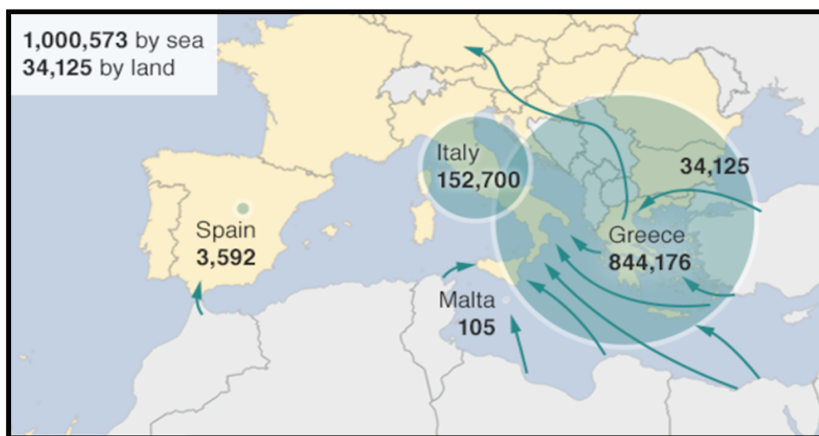 1,000,573 by sea
34,125 by land
Italy
152,700
34,125
Spain
3,592
Greece
844,176
Malta
105